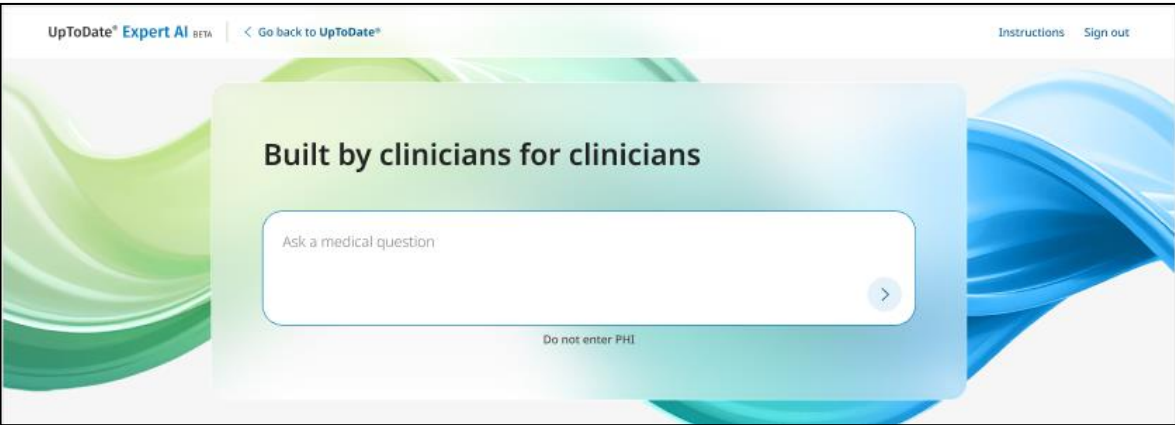 UpToDate® Expert AI BETA < Go back to UpToDate® Instructions Sign out
Built by clinicians for clinicians
Ask a medical question
Do not enter PHI